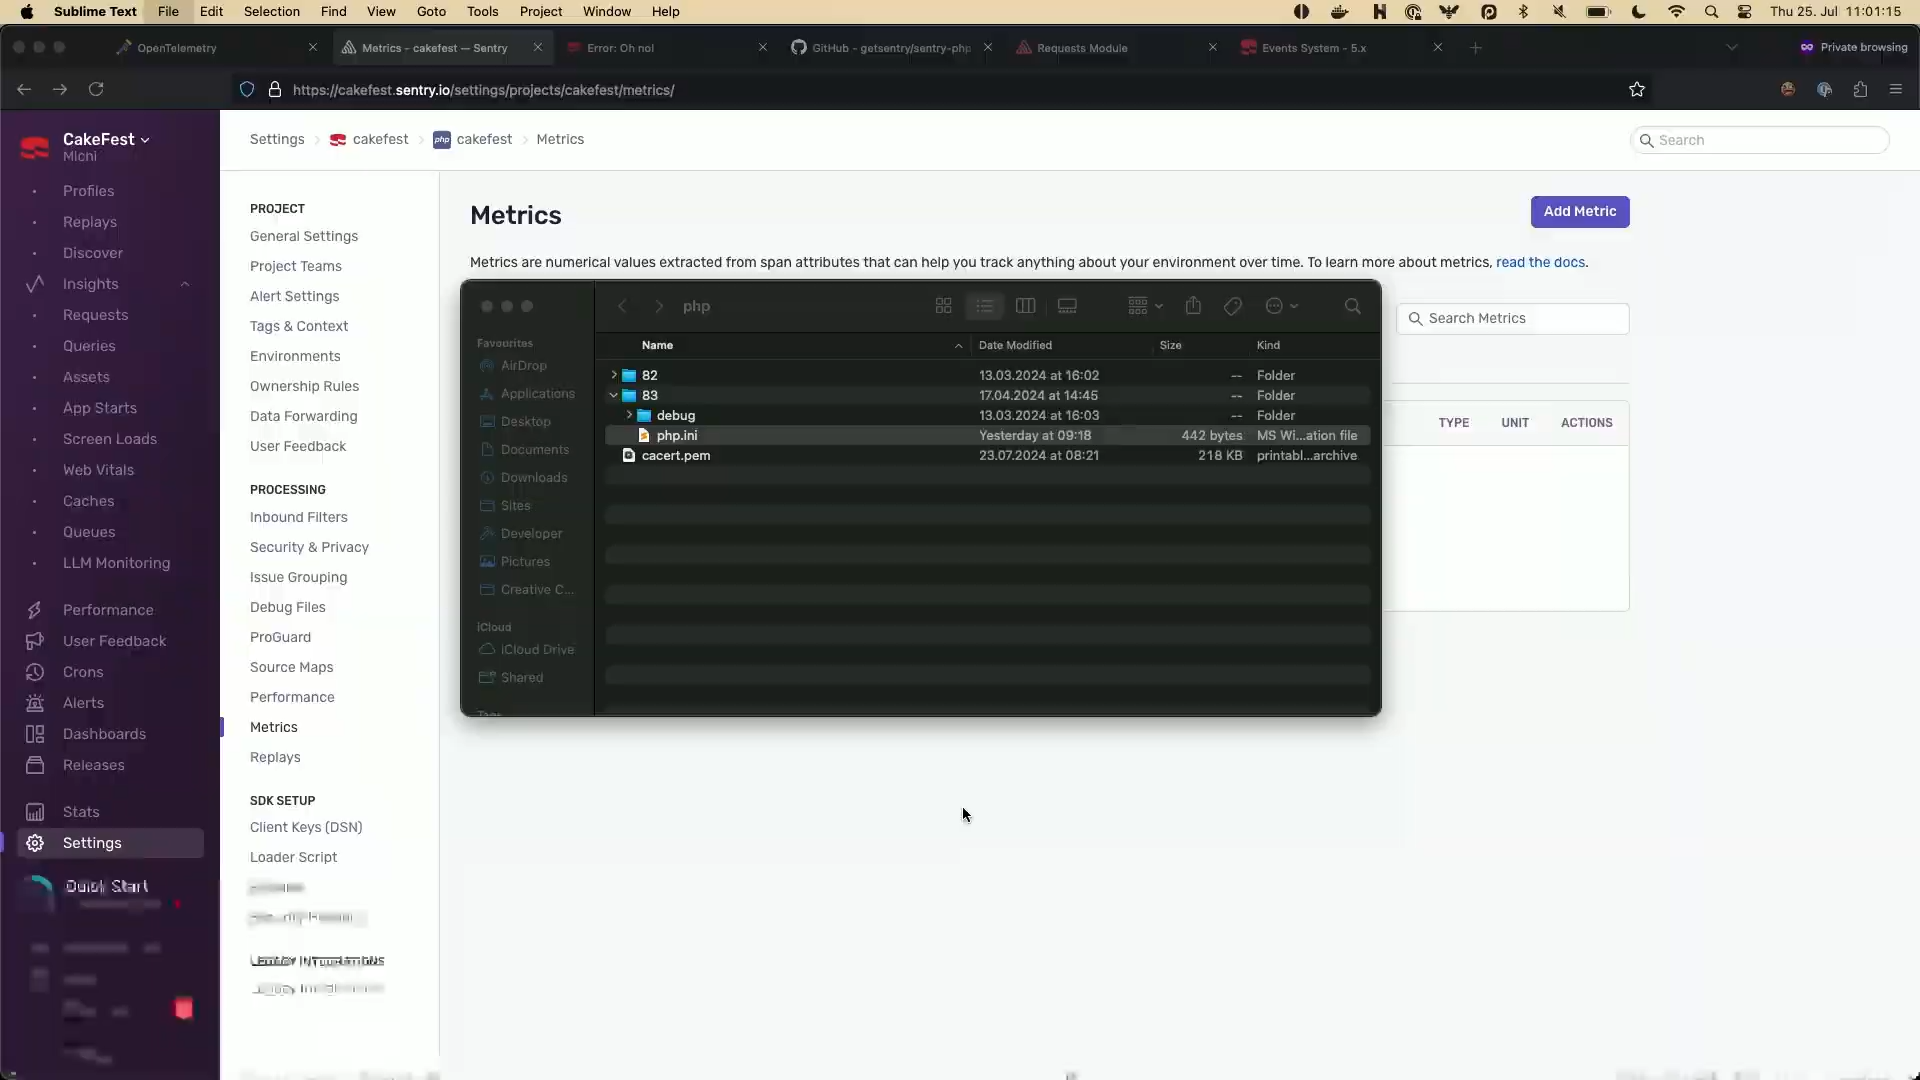 Sublime Text File Edit Selection Find View Goto Tools Project Window Help Thu 25. Jul 11:01:15
OpenTelemetry Metrics - cakefest — Sentry Error: Oh no! GitHub - getsentry/sentry-php Requests Module Events System - 5.x Private browsing
https://cakefest.sentry.io/settings/projects/cakefest/metrics/
CakeFest
Michi
Profiles
Replays
Discover
Insights
Requests
Queries
Assets
App Starts
Screen Loads
Web Vitals
Caches
Queues
LLM Monitoring
Performance
User Feedback
Crons
Alerts
Dashboards
Releases
Stats
Settings
Quick Start
Settings cakefest php cakefest Metrics
Search
PROJECT
General Settings
Project Teams
Alert Settings
Tags & Context
Environments
Ownership Rules
Data Forwarding
User Feedback
PROCESSING
Inbound Filters
Security & Privacy
Issue Grouping
Debug Files
ProGuard
Source Maps
Performance
Metrics
Replays
SDK SETUP
Client Keys (DSN)
Loader Script
Metrics
Add Metric
Metrics are numerical values extracted from span attributes that can help you track anything about your environment over time. To learn more about metrics, read the docs.
Search Metrics
TYPE UNIT ACTIONS
php
Favourites
AirDrop
Applications
Desktop
Documents
Downloads
Sites
Developer
Pictures
Creative C...
iCloud
iCloud Drive
Shared
Name Date Modified Size Kind
82 13.03.2024 at 16:02 -- Folder
83 17.04.2024 at 14:45 -- Folder
debug 13.03.2024 at 16:03 -- Folder
php.ini Yesterday at 09:18 442 bytes MS Wi...ation file
cacert.pem 23.07.2024 at 08:21 218 KB printabl...archive